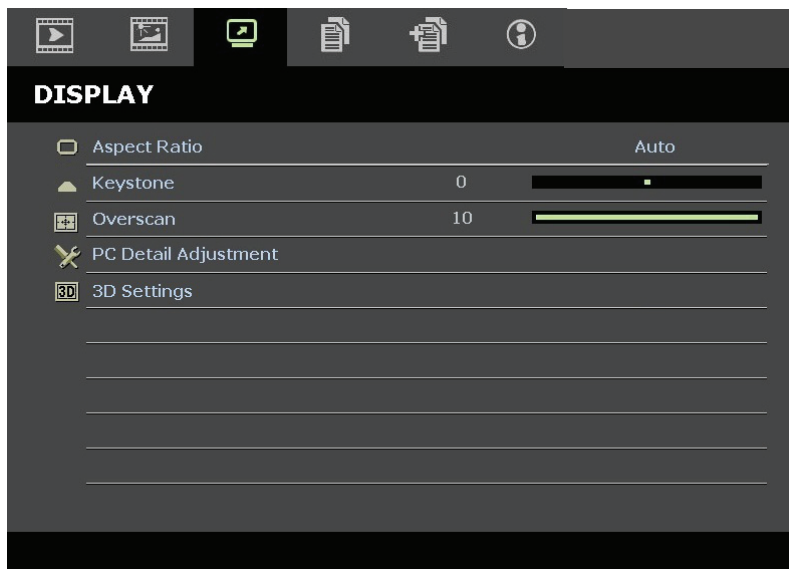 DISPLAY
Aspect Ratio Auto
Keystone 0
Overscan 10
PC Detail Adjustment
3D 3D Settings